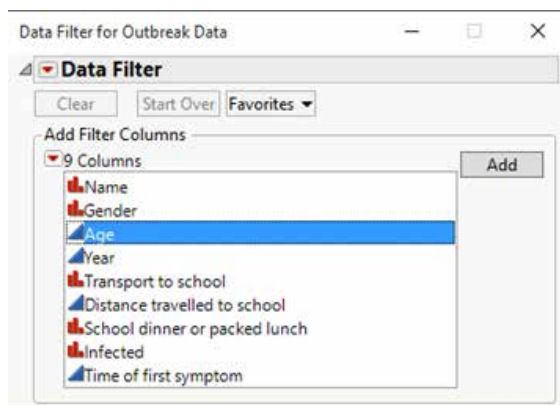 Data Filter for Outbreak Data
Data Filter
Clear Start Over Favorites
Add Filter Columns
9 Columns Add
Name
Gender
Age
Year
Transport to school
Distance travelled to school
School dinner or packed lunch
Infected
Time of first symptom